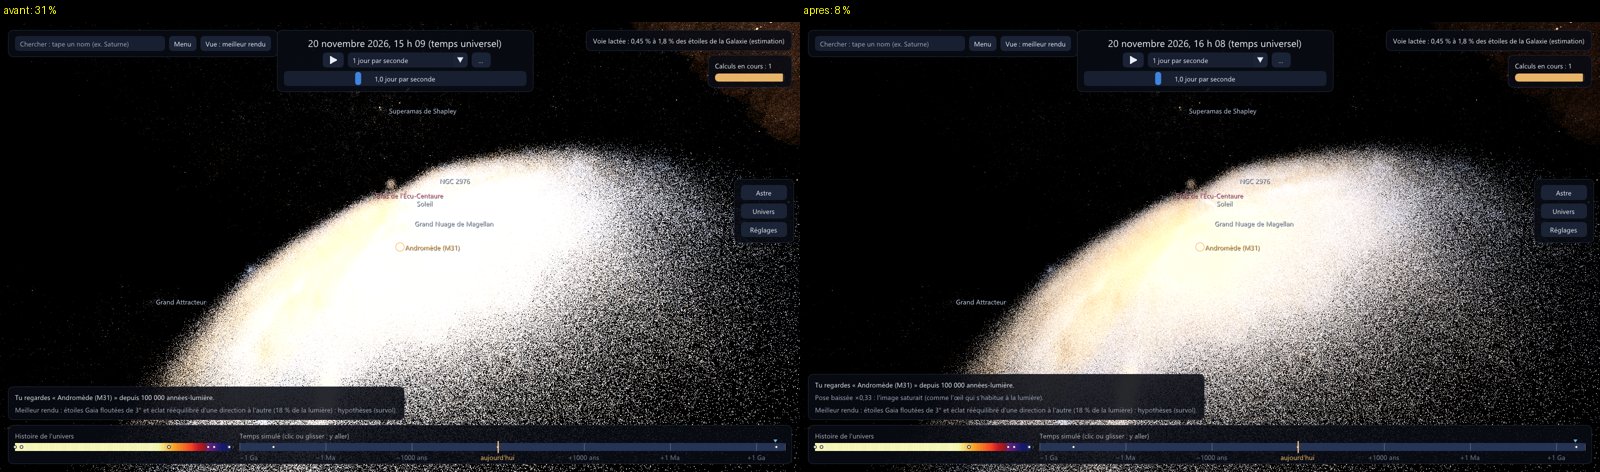 avant: 31 %
Chercher : tape un nom (ex. Saturne)
Menu
Vue : meilleur rendu
20 novembre 2026, 15 h 09 (temps universel)
1 jour par seconde
...
1,0 jour par seconde
Voie lactée : 0,45 % à 1,8 % des étoiles de la Galaxie (estimation)
Calculs en cours : 1
Superamas de Shapley
NGC 2976
de l'Écu-Centaure
Soleil
Grand Nuage de Magellan
Andromède (M31)
Grand Attracteur
Astre
Univers
Réglages
Tu regardes « Andromède (M31) » depuis 100 000 années-lumière.
Meilleur rendu : étoiles Gaia floutées de 3° et éclat rééquilibré d'une direction à l'autre (18 % de la lumière) : hypothèses (survol).
Histoire de l'univers
Temps simulé (clic ou glisser : y aller)
−1 Ga
−1 Ma
−1000 ans
aujourd'hui
+1000 ans
+1 Ma
+1 Ga
apres: 8 %
Chercher : tape un nom (ex. Saturne)
Menu
Vue : meilleur rendu
20 novembre 2026, 16 h 08 (temps universel)
1 jour par seconde
...
1,0 jour par seconde
Voie lactée : 0,45 % à 1,8 % des étoiles de la Galaxie (estimation)
Calculs en cours : 1
Superamas de Shapley
NGC 2976
de l'Écu-Centaure
Soleil
Grand Nuage de Magellan
Andromède (M31)
Grand Attracteur
Astre
Univers
Réglages
Tu regardes « Andromède (M31) » depuis 100 000 années-lumière.
Pose baissée ×0,33 : l'image saturait (comme l'œil qui s'habitue à la lumière).
Meilleur rendu : étoiles Gaia floutées de 3° et éclat rééquilibré d'une direction à l'autre (18 % de la lumière) : hypothèses (survol).
Histoire de l'univers
Temps simulé (clic ou glisser : y aller)
−1 Ga
−1 Ma
−1000 ans
aujourd'hui
+1000 ans
+1 Ma
+1 Ga